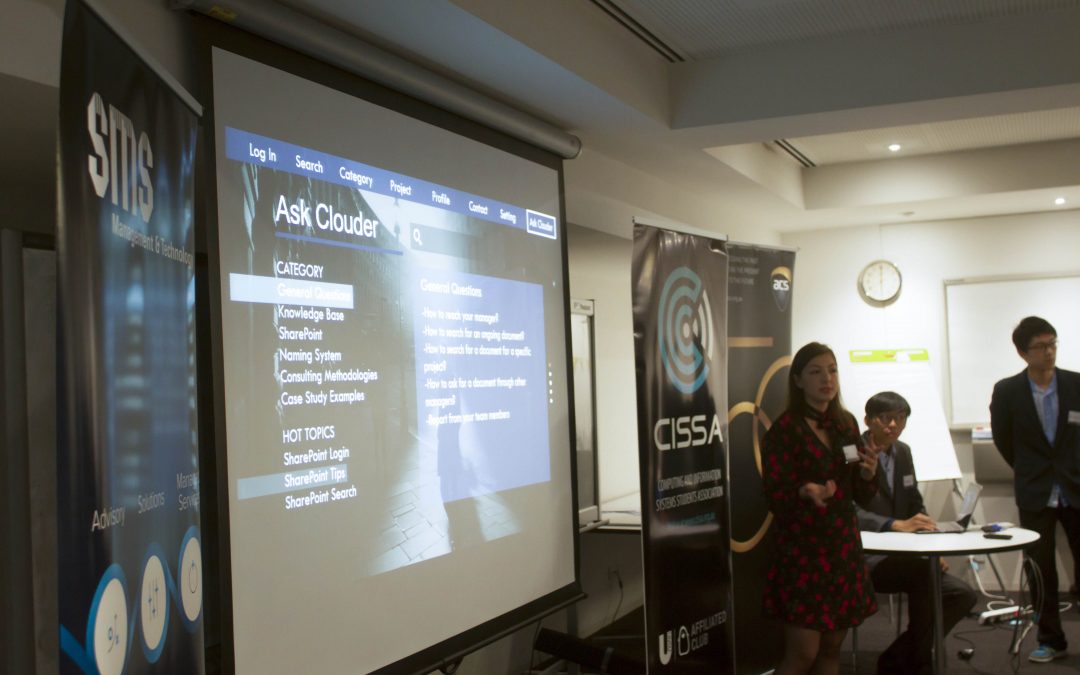 sms
Management & Technology
Advisory
Solutions
Log In
Search
Category
Project
Profile
Contact
Setting
Ask Clouder
Ask Clouder
CATEGORY
General Questions
Knowledge Base
SharePoint
Naming System
Consulting Methodologies
Case Study Examples
HOT TOPICS
SharePoint Login
SharePoint Tips
SharePoint Search
General Questions
-How to reach your manager?
-How to search for an ongoing document?
-How to search for a document for a specific
project?
-How to ask for a document through other
managers?
-Report from your team members
CISSA
COMPUTING AND INFORMATION
SYSTEMS STUDENTS ASSOCIATION
AFFILIATED
CLUB
acs